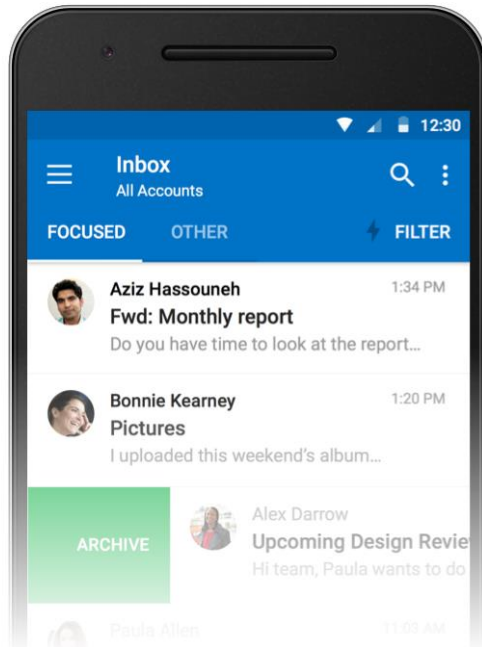 12:30
Inbox
All Accounts
FOCUSED OTHER FILTER
Aziz Hassouneh 1:34 PM
Fwd: Monthly report
Do you have time to look at the report…
Bonnie Kearney 1:20 PM
Pictures
I uploaded this weekend's album…
ARCHIVE
Alex Darrow
Upcoming Design Revie
Hi team, Paula wants to do
Paula Allen 11:03 AM